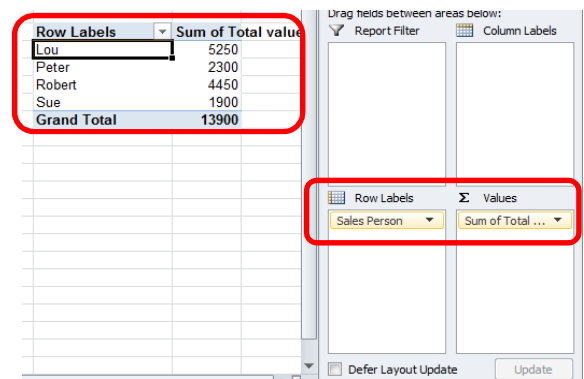 Row Labels Sum of Total value
Lou 5250
Peter 2300
Robert 4450
Sue 1900
Grand Total 13900
Drag fields between areas below:
Report Filter Column Labels
Row Labels Σ Values
Sales Person Sum of Total ...
Defer Layout Update Update